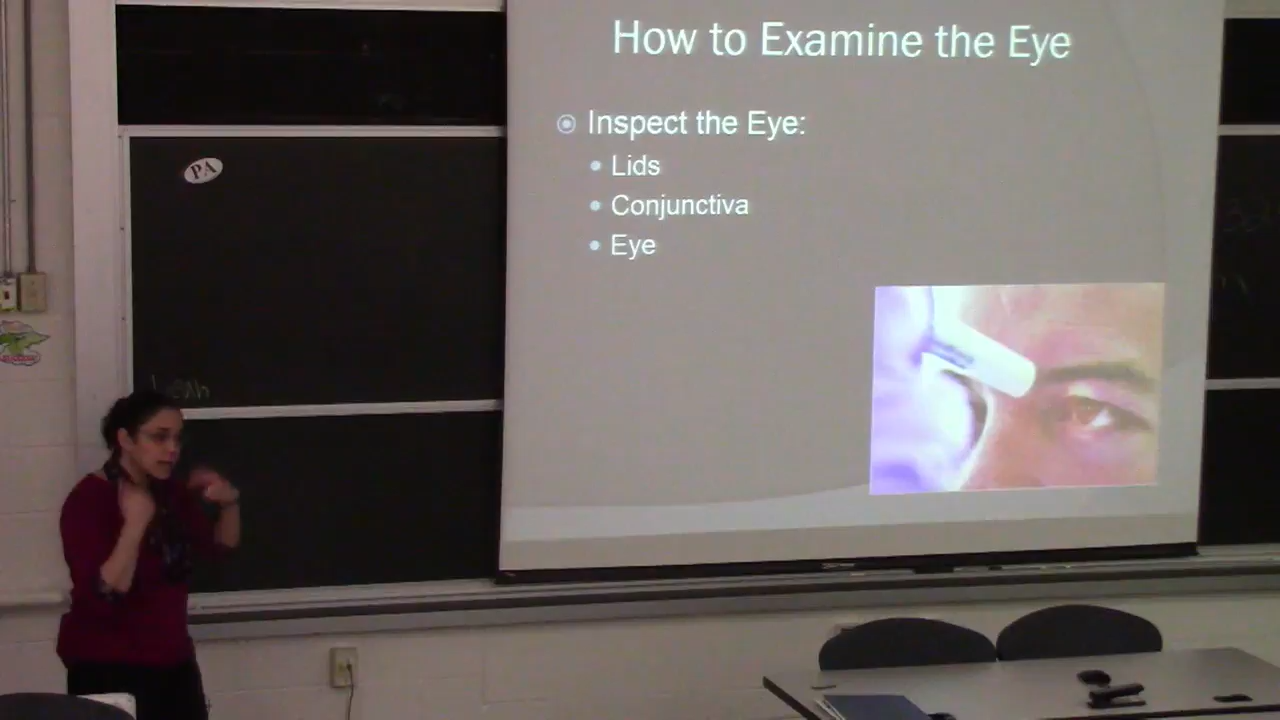 How to Examine the Eye
Inspect the Eye:
Lids
Conjunctiva
Eye
PA